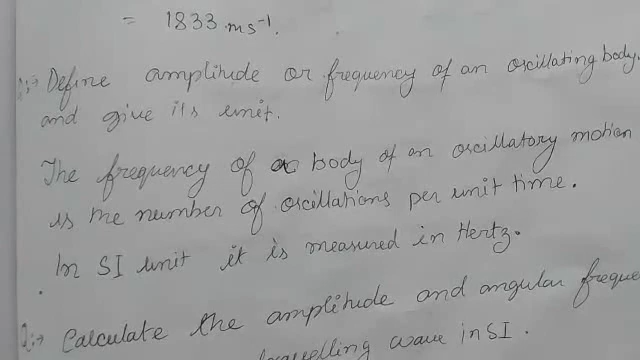 = 1833 ms⁻¹.
Q:→ Define amplitude or frequency of an oscillating body.
and give its unit.
The frequency of a body of an oscillatory motion
is the number of oscillations per unit time.
In SI unit it is measured in Hertz.
Q:→ Calculate the amplitude and angular freque
travelling wave in SI.